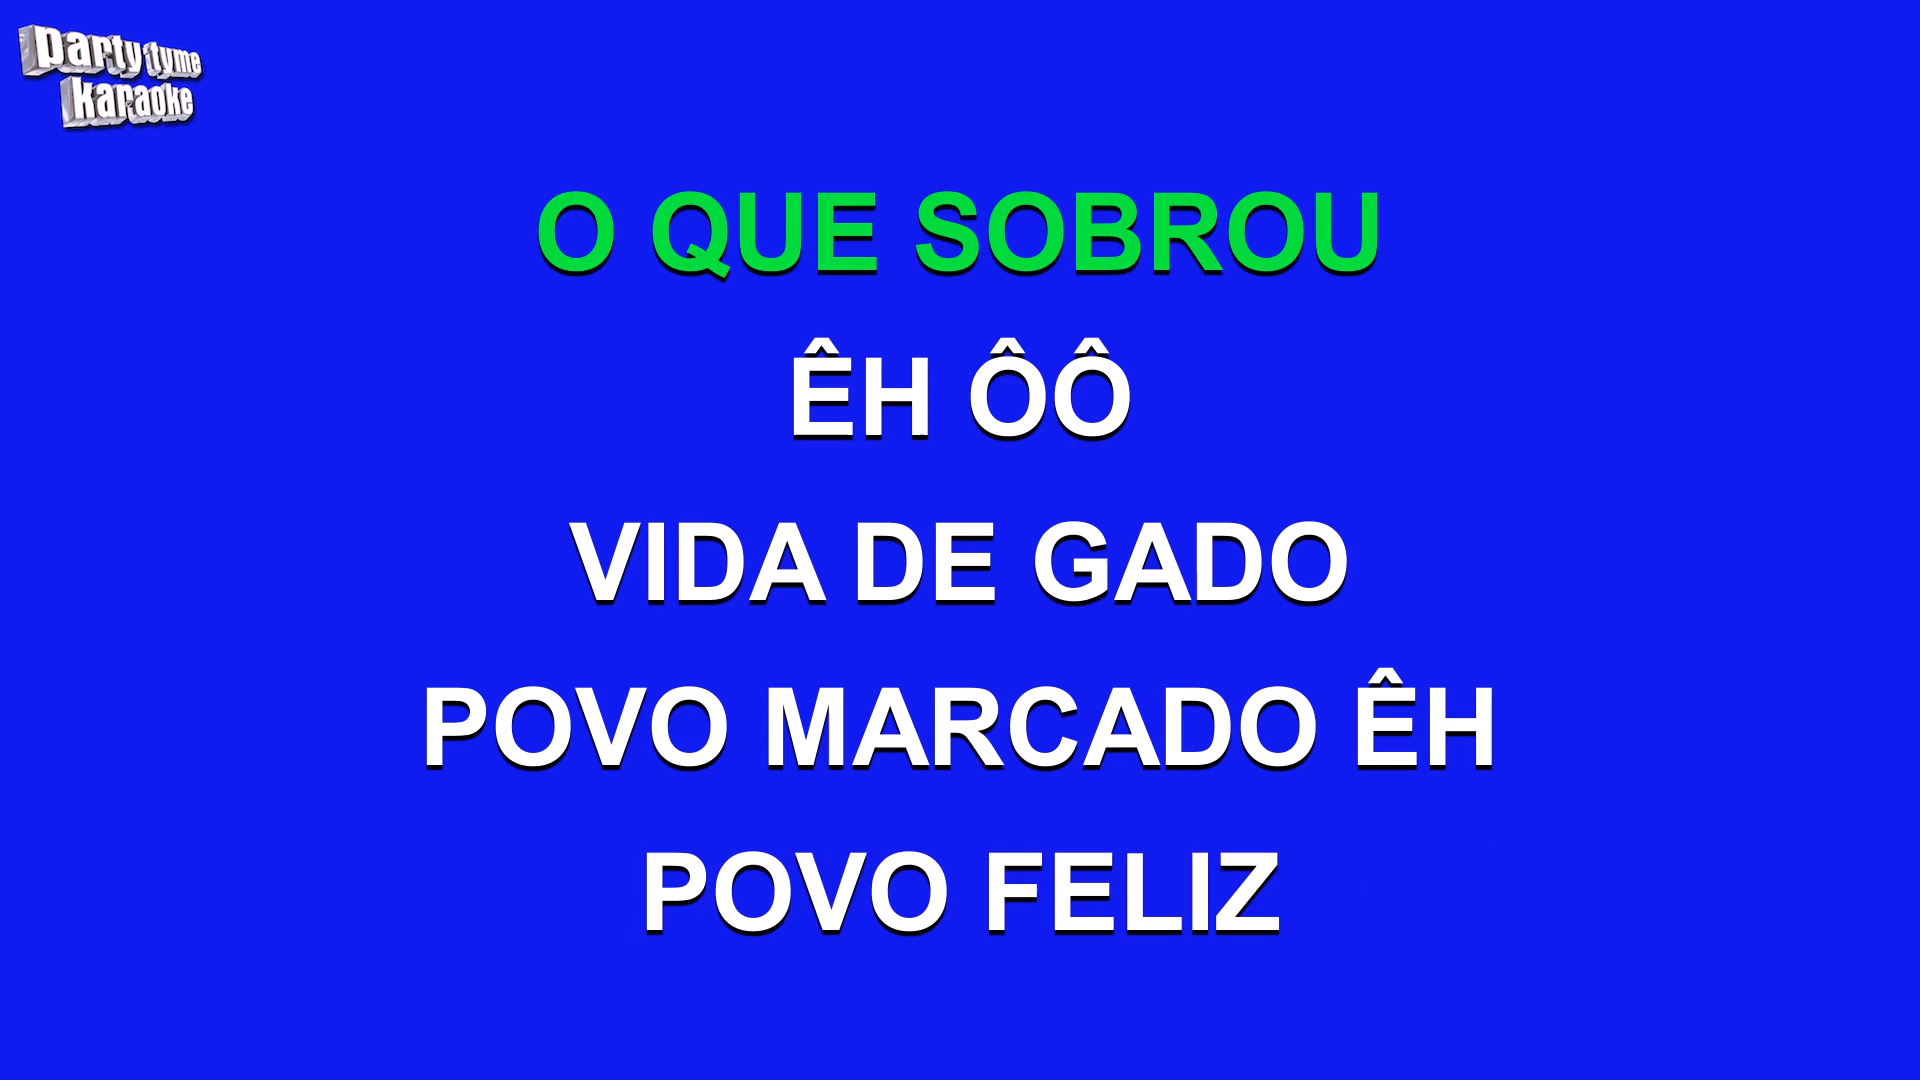 party tyme
karaoke
O QUE SOBROU
ÊH ÔÔ
VIDA DE GADO
POVO MARCADO ÊH
POVO FELIZ